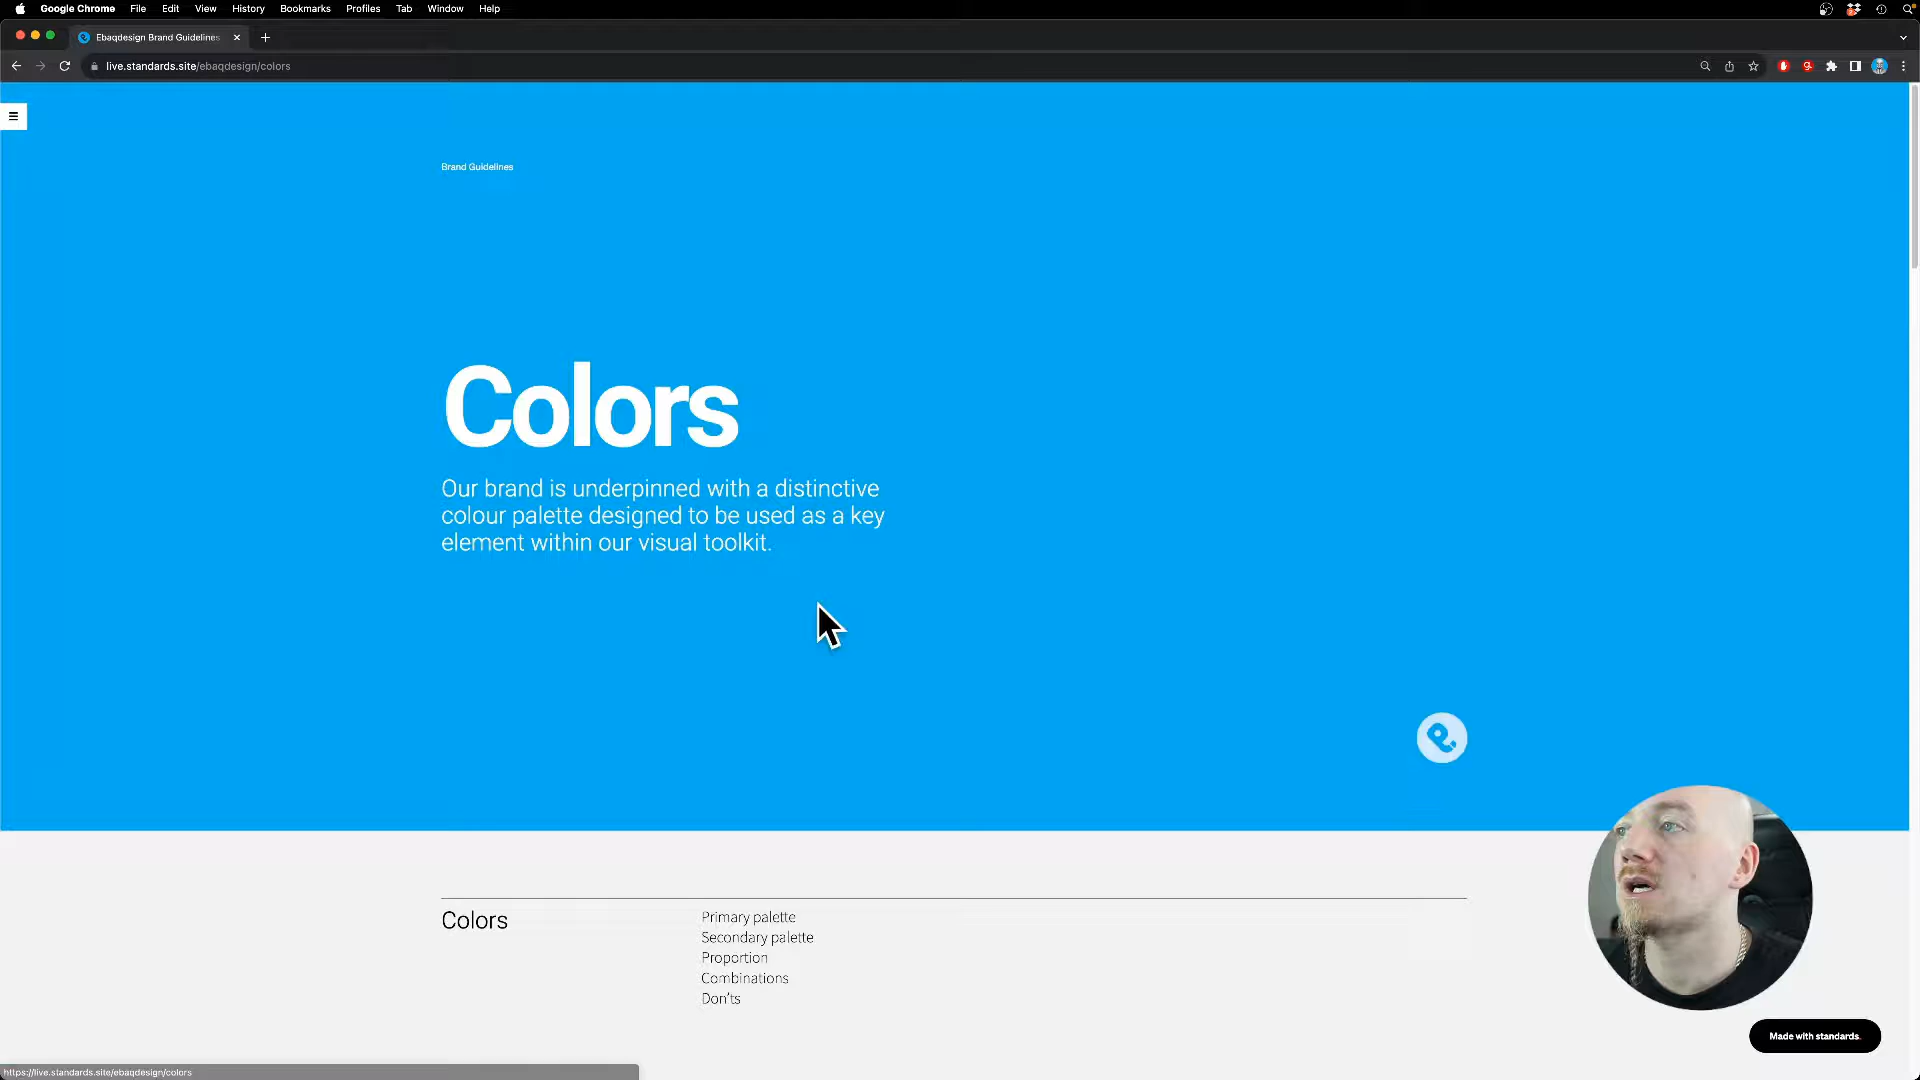 Google Chrome File Edit View History Bookmarks Profiles Tab Window Help
Ebaqdesign Brand Guidelines
live.standards.site/ebaqdesign/colors
Brand Guidelines
Colors
Our brand is underpinned with a distinctive
colour palette designed to be used as a key
element within our visual toolkit.
Colors
Primary palette
Secondary palette
Proportion
Combinations
Don'ts
Made with standards
https://live.standards.site/ebaqdesign/colors